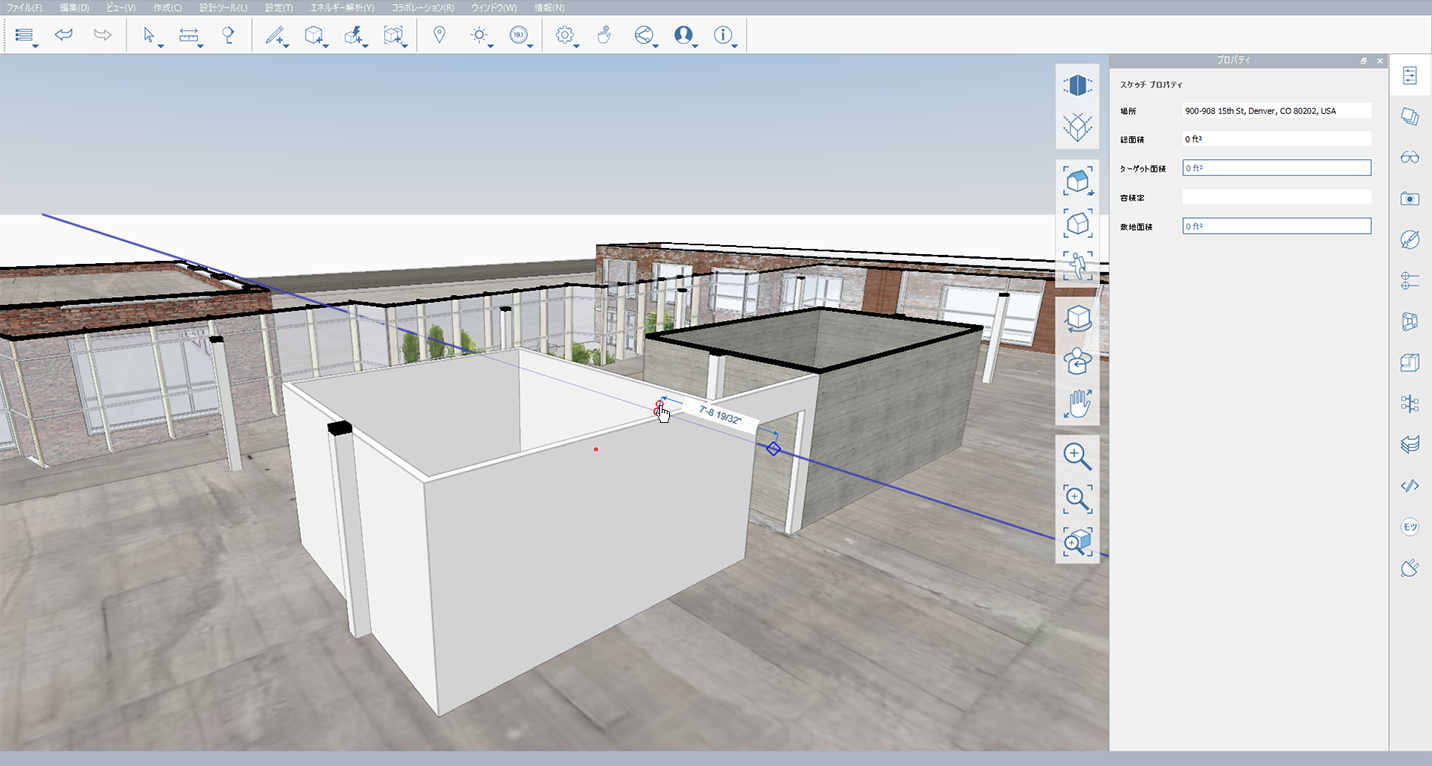 ファイル(F) 編集(D) ビュー(V) 作成(C) 設計ツール(L) 設定(T) エネルギー解析(Y) コラボレーション(R) ウィンドウ(W) 情報(N)
19.1
プロパティ
スケッチ プロパティ
場所 900-908 15th St, Denver, CO 80202, USA
総面積 0 ft²
ターゲット面積 0 ft²
容積率
敷地面積 0 ft²
7'-8 19/32"
モツ